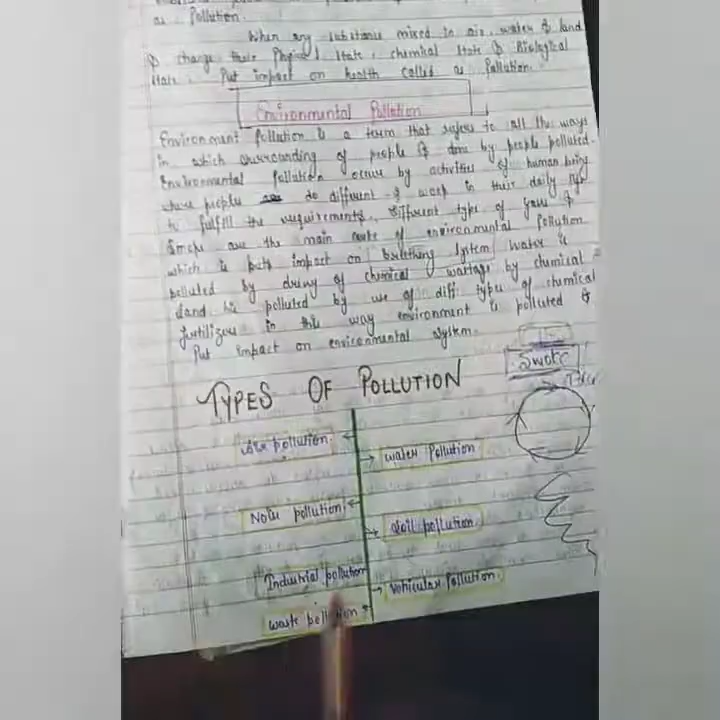 as Pollution.
When any substance mixed in air, water & land
& change their Physical State, chemical State & Biological
State. Put impact on health called as Pollution.
Environmental Pollution
Environment Pollution is a term that refers to all the ways
in which surrounding of people & done by people polluted.
Environmental Pollution occurs by activities of human being
where peoples do different & work in their daily life
to fulfill the requirements. Different type of gases &
Smoke are the main cause of environmental Pollution
which is puts impact on breathing System Water is
polluted by during of chemical wastage by chemical
Land is polluted by use of diff. types of chemical
fertilizers in this way environment is polluted &
Put impact on environmental system.
Smoke
TYPES OF POLLUTION
Air pollution
water Pollution
Noise pollution
Soil pollution
Industrial pollution
Vehicular Pollution
waste pollution